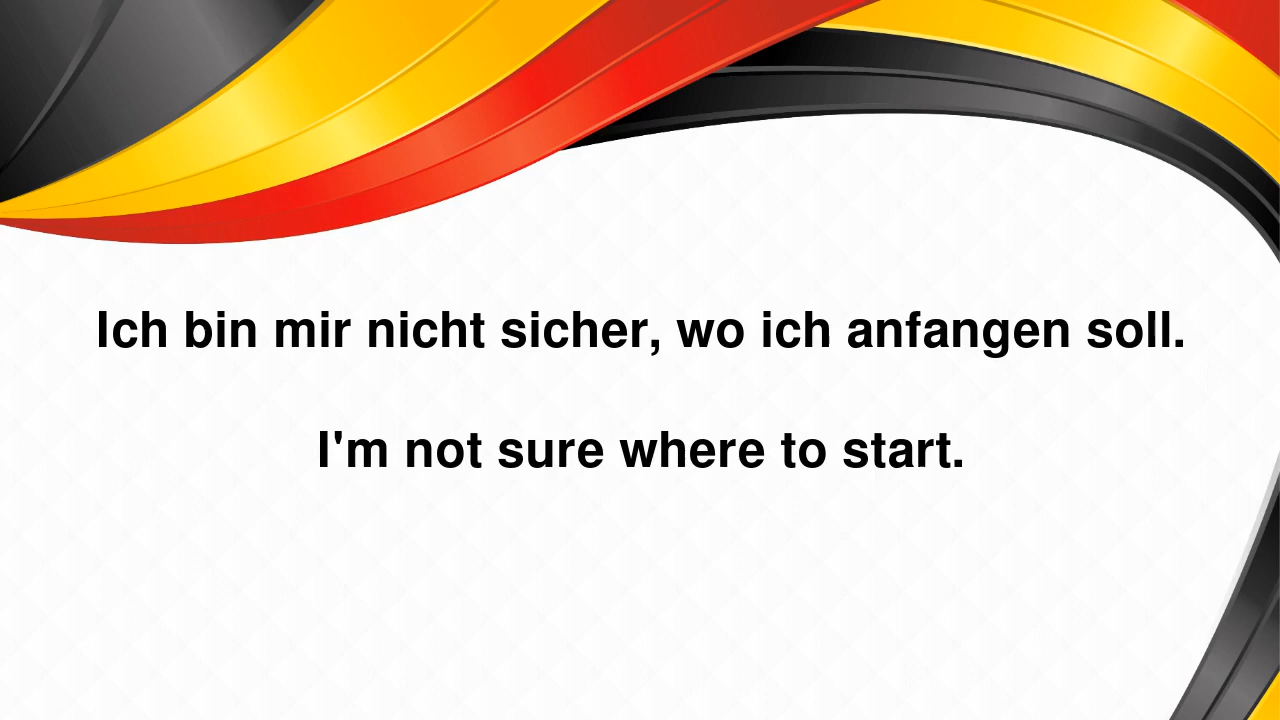 Ich bin mir nicht sicher, wo ich anfangen soll.
I'm not sure where to start.